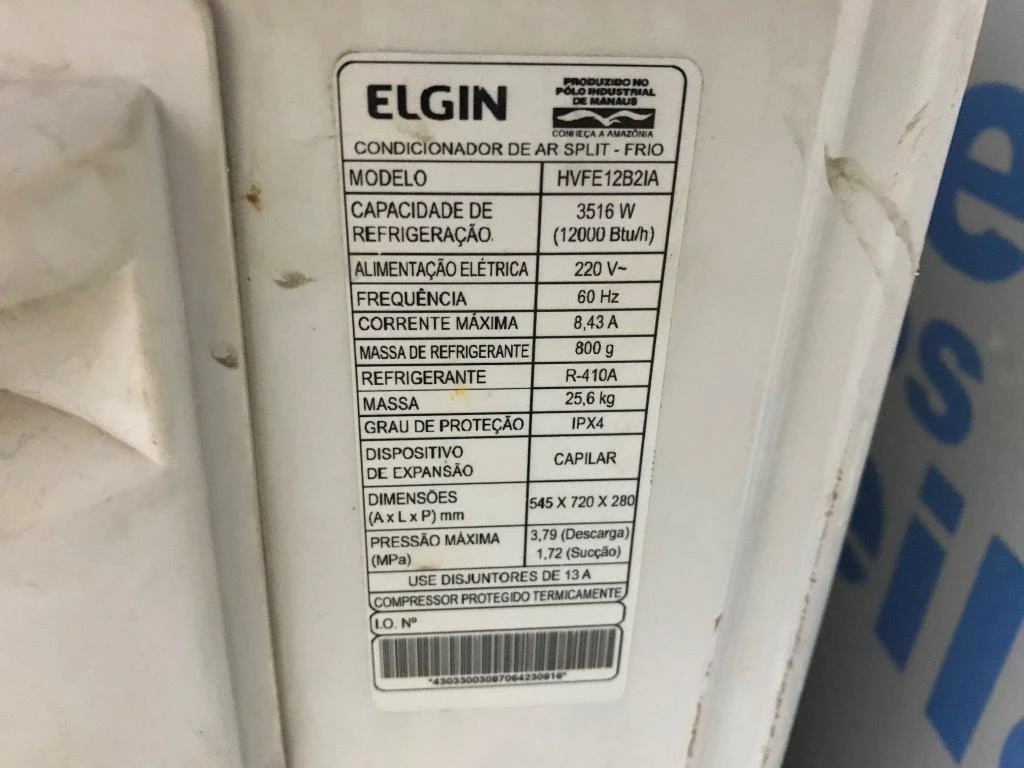 ELGIN
PRODUZIDO NO
PÓLO INDUSTRIAL
DE MANAUS
CONHEÇA A AMAZÔNIA
CONDICIONADOR DE AR SPLIT - FRIO
MODELO HVFE12B2IA
CAPACIDADE DE
REFRIGERAÇÃO 3516 W
(12000 Btu/h)
ALIMENTAÇÃO ELÉTRICA 220 V~
FREQUÊNCIA 60 Hz
CORRENTE MÁXIMA 8,43 A
MASSA DE REFRIGERANTE 800 g
REFRIGERANTE R-410A
MASSA 25,6 kg
GRAU DE PROTEÇÃO IPX4
DISPOSITIVO
DE EXPANSÃO CAPILAR
DIMENSÕES
(A x L x P) mm 545 X 720 X 280
PRESSÃO MÁXIMA
(MPa) 3,79 (Descarga)
1,72 (Sucção)
USE DISJUNTORES DE 13 A
COMPRESSOR PROTEGIDO TERMICAMENTE
I.O. Nº
*43033003087064230816*